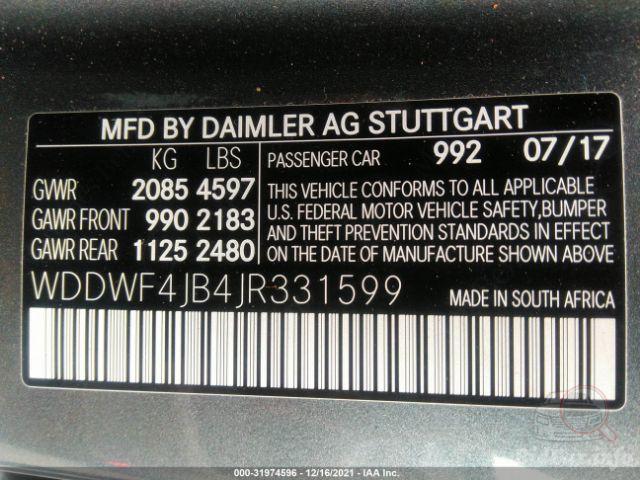 MFD BY DAIMLER AG STUTTGART
KG LBS PASSENGER CAR 992 07/17
GVWR 2085 4597 THIS VEHICLE CONFORMS TO ALL APPLICABLE
GAWR FRONT 990 2183 U.S. FEDERAL MOTOR VEHICLE SAFETY,BUMPER
GAWR REAR 1125 2480 AND THEFT PREVENTION STANDARDS IN EFFECT
ON THE DATE OF MANUFACTURE SHOWN ABOVE
WDDWF4JB4JR331599 MADE IN SOUTH AFRICA
BidFax.info
000-31974596 - 12/16/2021 - IAA Inc.